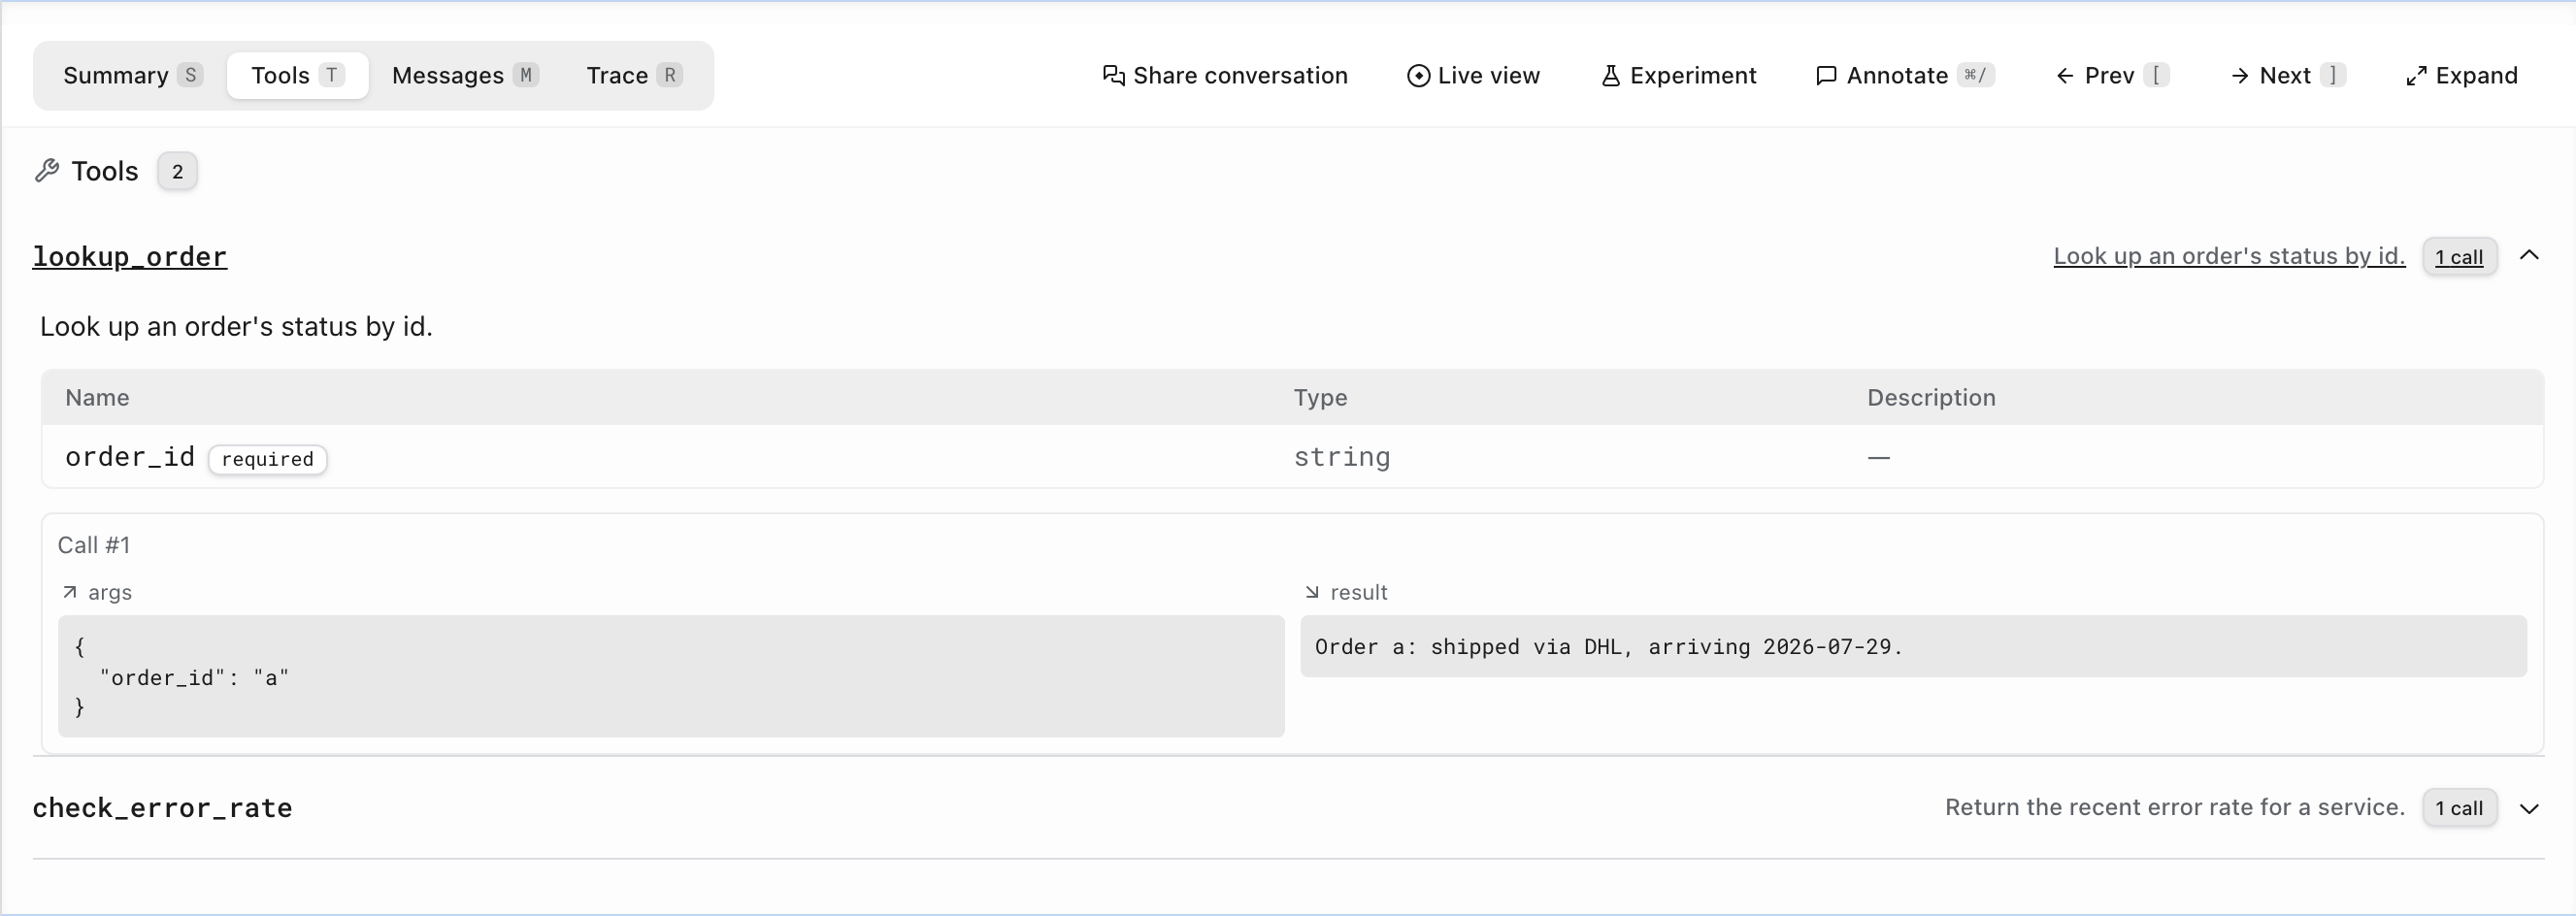 Summary S Tools T Messages M Trace R Share conversation Live view Experiment Annotate ⌘/ Prev [ Next ] Expand
Tools 2
lookup_order Look up an order's status by id. 1 call
Look up an order's status by id.
Name Type Description
order_id required string —
Call #1
args result
{
"order_id": "a"
}
Order a: shipped via DHL, arriving 2026-07-29.
check_error_rate Return the recent error rate for a service. 1 call